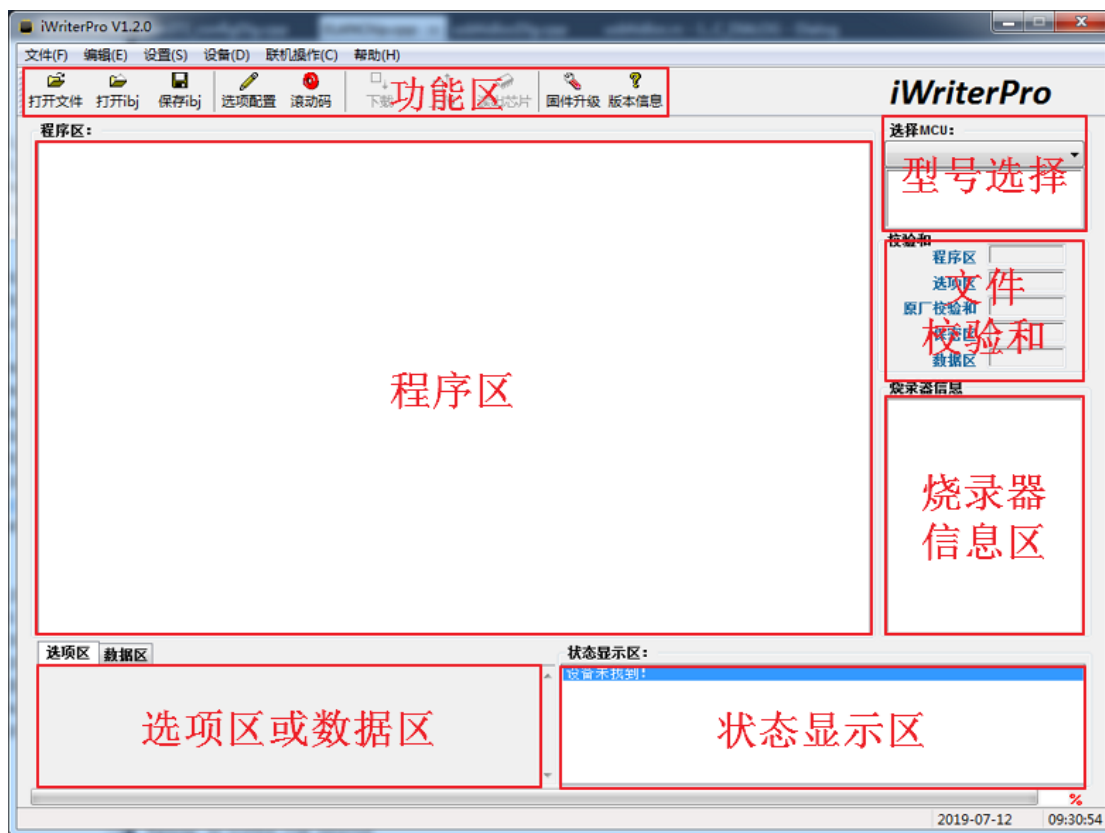 iWriterPro V1.2.0
文件(F) 编辑(E) 设置(S) 设备(D) 联机操作(C) 帮助(H)
打开文件 打开ibj 保存ibj 选项配置 滚动码 下载 芯片 固件升级 版本信息
功能区
iWriterPro
程序区：
程序区
选择MCU：
型号选择
校验和
程序区
选项区
原厂校验和
数据区
文件
校验和
烧录器信息
烧录器
信息区
选项区 数据区
选项区或数据区
状态显示区：
设备未找到！
状态显示区
%
2019-07-12 09:30:54